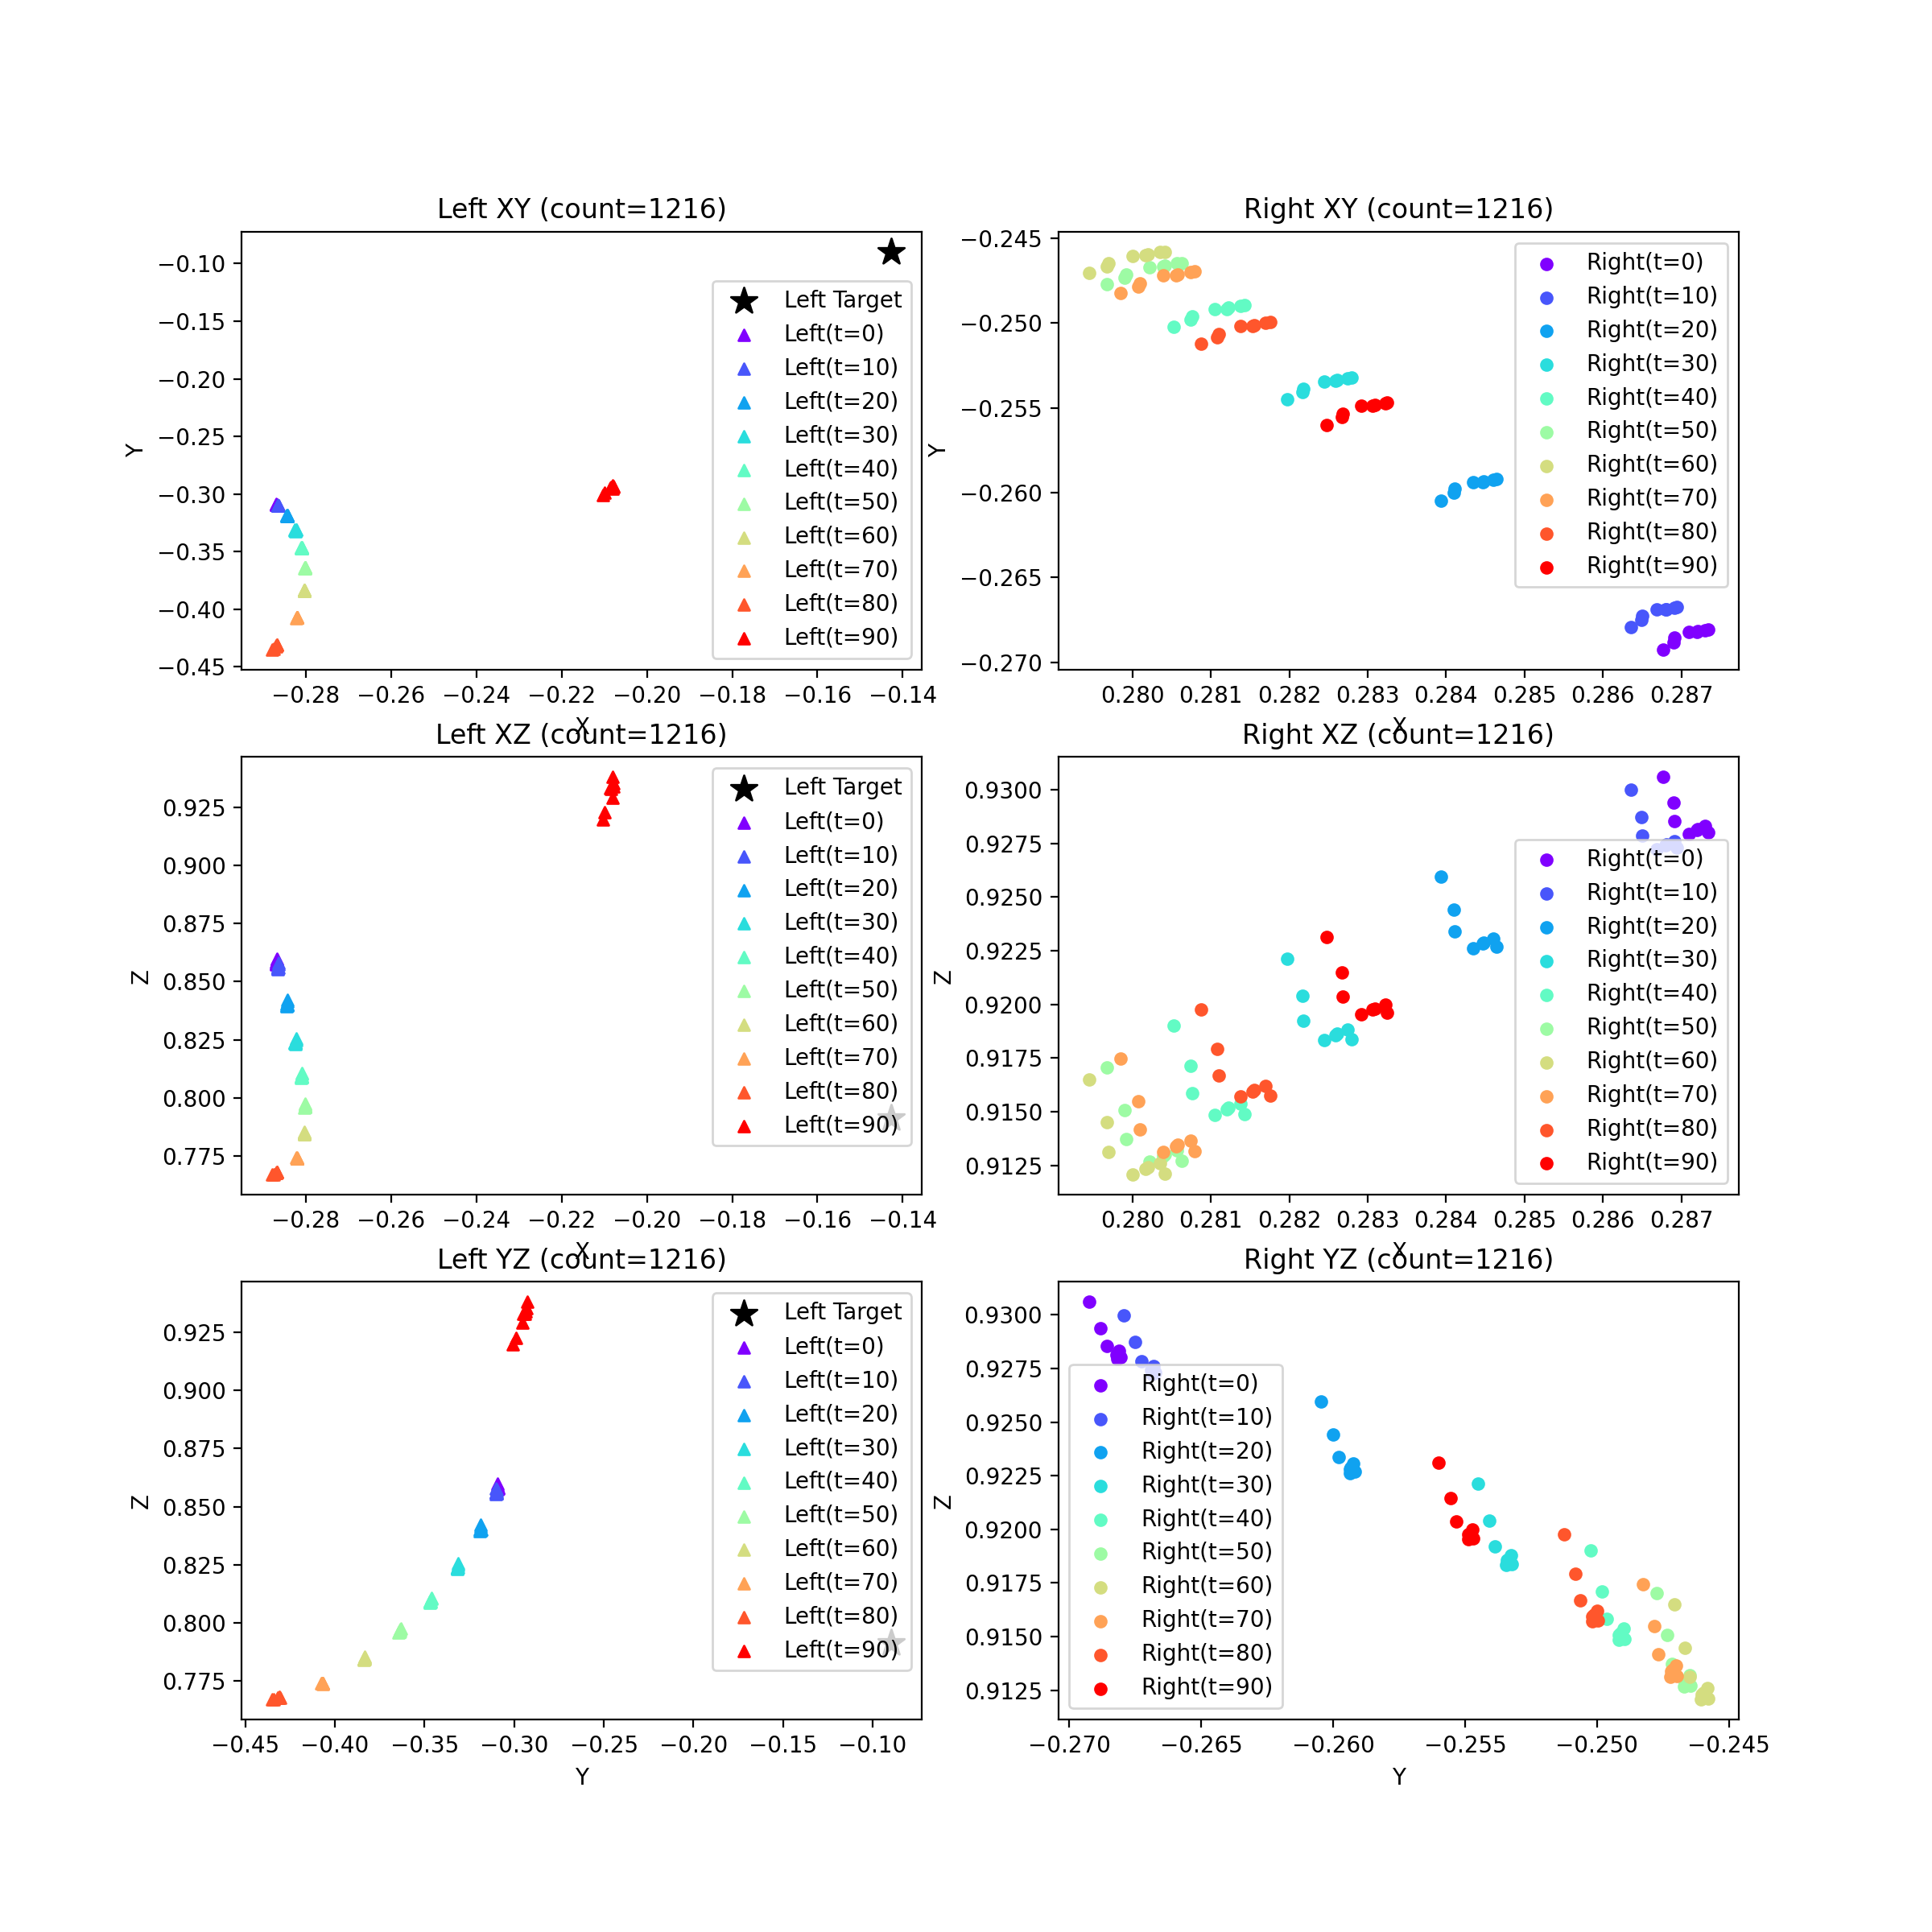 Left XY (count=1216)
Y
−0.10
−0.15
−0.20
−0.25
−0.30
−0.35
−0.40
−0.45
−0.28 −0.26 −0.24 −0.22 −0.20 −0.18 −0.16 −0.14
X
Left Target
Left(t=0)
Left(t=10)
Left(t=20)
Left(t=30)
Left(t=40)
Left(t=50)
Left(t=60)
Left(t=70)
Left(t=80)
Left(t=90)
Right XY (count=1216)
Y
−0.245
−0.250
−0.255
−0.260
−0.265
−0.270
0.280 0.281 0.282 0.283 0.284 0.285 0.286 0.287
X
Right(t=0)
Right(t=10)
Right(t=20)
Right(t=30)
Right(t=40)
Right(t=50)
Right(t=60)
Right(t=70)
Right(t=80)
Right(t=90)
Left XZ (count=1216)
Z
0.925
0.900
0.875
0.850
0.825
0.800
0.775
−0.28 −0.26 −0.24 −0.22 −0.20 −0.18 −0.16 −0.14
X
Left Target
Left(t=0)
Left(t=10)
Left(t=20)
Left(t=30)
Left(t=40)
Left(t=50)
Left(t=60)
Left(t=70)
Left(t=80)
Left(t=90)
Right XZ (count=1216)
Z
0.9300
0.9275
0.9250
0.9225
0.9200
0.9175
0.9150
0.9125
0.280 0.281 0.282 0.283 0.284 0.285 0.286 0.287
X
Right(t=0)
Right(t=10)
Right(t=20)
Right(t=30)
Right(t=40)
Right(t=50)
Right(t=60)
Right(t=70)
Right(t=80)
Right(t=90)
Left YZ (count=1216)
Z
0.925
0.900
0.875
0.850
0.825
0.800
0.775
−0.45 −0.40 −0.35 −0.30 −0.25 −0.20 −0.15 −0.10
Y
Left Target
Left(t=0)
Left(t=10)
Left(t=20)
Left(t=30)
Left(t=40)
Left(t=50)
Left(t=60)
Left(t=70)
Left(t=80)
Left(t=90)
Right YZ (count=1216)
Z
0.9300
0.9275
0.9250
0.9225
0.9200
0.9175
0.9150
0.9125
−0.270 −0.265 −0.260 −0.255 −0.250 −0.245
Y
Right(t=0)
Right(t=10)
Right(t=20)
Right(t=30)
Right(t=40)
Right(t=50)
Right(t=60)
Right(t=70)
Right(t=80)
Right(t=90)